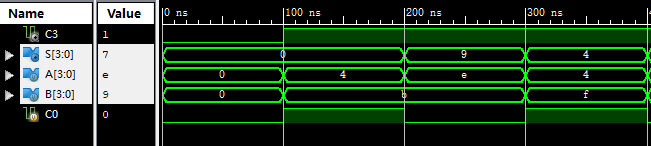 Name Value 0 ns 100 ns 200 ns 300 ns
C3 1
S[3:0] 7 0 9 4
A[3:0] e 0 4 e 4
B[3:0] 9 0 b f
C0 0